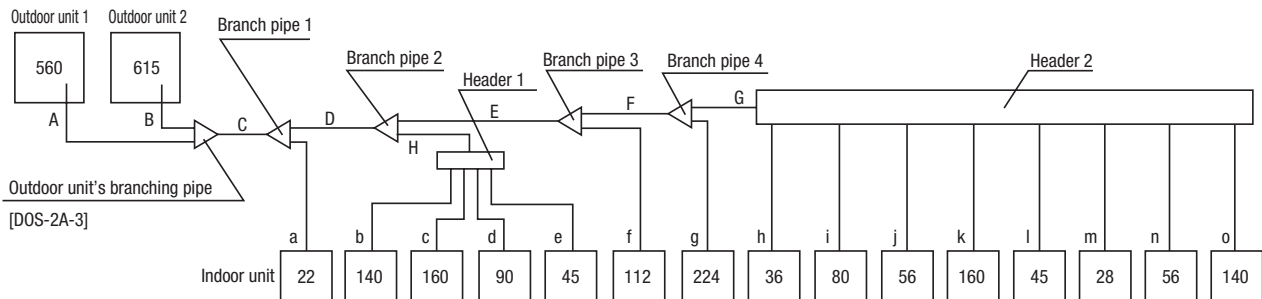 Outdoor unit 1
Outdoor unit 2
Branch pipe 1
Branch pipe 2
Header 1
Branch pipe 3
Branch pipe 4
Header 2
560
615
A
B
C
D
E
F
G
H
Outdoor unit's branching pipe
[DOS-2A-3]
a
b
c
d
e
f
g
h
i
j
k
l
m
n
o
Indoor unit
22
140
160
90
45
112
224
36
80
56
160
45
28
56
140